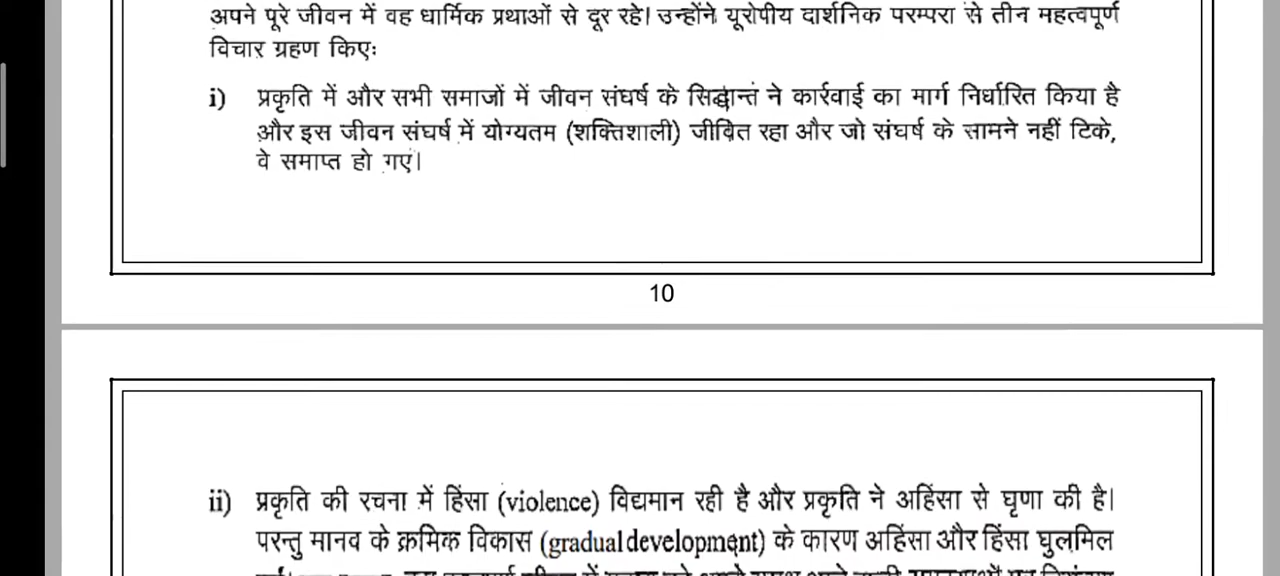 अपने पूरे जीवन में वह धार्मिक प्रथाओं से दूर रहे। उन्होंने यूरोपीय दार्शनिक परम्परा से तीन महत्वपूर्ण
विचार ग्रहण किए:
i) प्रकृति में और सभी समाजों में जीवन संघर्ष के सिद्धान्त ने कार्रवाई का मार्ग निर्धारित किया है
और इस जीवन संघर्ष में योग्यतम (शक्तिशाली) जीवित रहा और जो संघर्ष के सामने नहीं टिके,
वे समाप्त हो गए।
10
ii) प्रकृति की रचना में हिंसा (violence) विद्यमान रही है और प्रकृति ने अहिंसा से घृणा की है।
परन्तु मानव के क्रमिक विकास (gradual development) के कारण अहिंसा और हिंसा घुलमिल